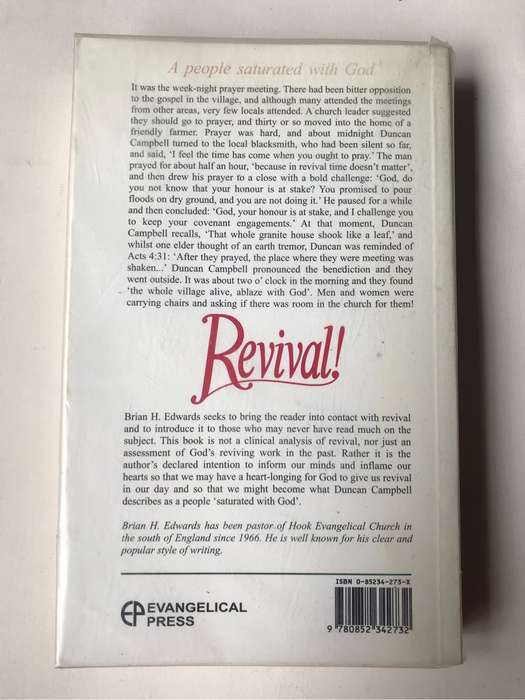 A people saturated with God
It was the week-night prayer meeting. There had been bitter opposition
to the gospel in the village, and although many attended the meetings
from other areas, very few locals attended. A church leader suggested
they should go to prayer, and thirty or so moved into the home of a
friendly farmer. Prayer was hard, and about midnight Duncan
Campbell turned to the local blacksmith, who had been silent so far,
and said, ‘I feel the time has come when you ought to pray.’ The man
prayed for about half an hour, ‘because in revival time doesn't matter’,
and then drew his prayer to a close with a bold challenge: ‘God, do
you not know that your honour is at stake? You promised to pour
floods on dry ground, and you are not doing it.’ He paused for a while
and then concluded: ‘God, your honour is at stake, and I challenge you
to keep your covenant engagements.’ At that moment, Duncan
Campbell recalls, ‘That whole granite house shook like a leaf,’ and
whilst one elder thought of an earth tremor, Duncan was reminded of
Acts 4:31: ‘After they prayed, the place where they were meeting was
shaken...’ Duncan Campbell pronounced the benediction and they
went outside. It was about two o' clock in the morning and they found
‘the whole village alive, ablaze with God’. Men and women were
carrying chairs and asking if there was room in the church for them!
Revival!
Brian H. Edwards seeks to bring the reader into contact with revival
and to introduce it to those who may never have read much on the
subject. This book is not a clinical analysis of revival, nor just an
assessment of God's reviving work in the past. Rather it is the
author's declared intention to inform our minds and inflame our
hearts so that we may have a heart-longing for God to give us revival
in our day and so that we might become what Duncan Campbell
describes as a people ‘saturated with God’.
Brian H. Edwards has been pastor of Hook Evangelical Church in
the south of England since 1966. He is well known for his clear and
popular style of writing.
ISBN 0-85234-273-X
EP EVANGELICAL
PRESS
9 780852 342732